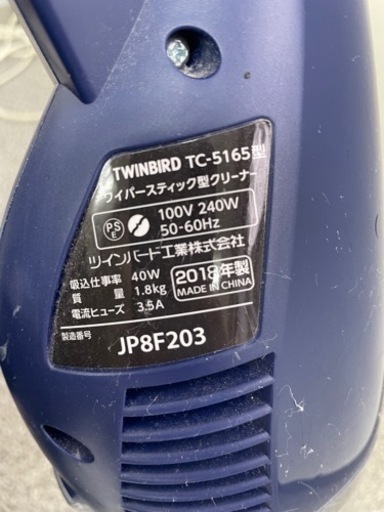 TWINBIRD TC-5165型
ワイパースティック型クリーナー
PSE 100V 240W
50-60Hz
ツインバード工業株式会社
吸込仕事率 40W
質量 1.8kg
電流ヒューズ 3.5A
2018年製
MADE IN CHINA
製造番号
JP8F203